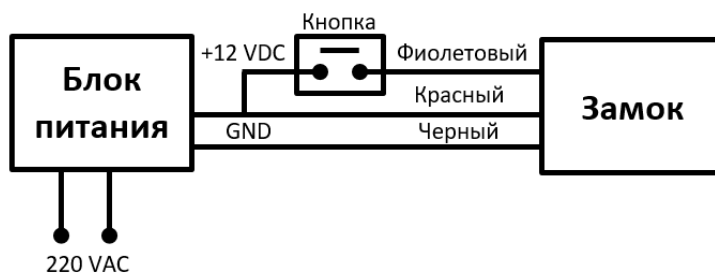 Кнопка
+12 VDC
Фиолетовый
Блок
питания
Красный
Замок
GND
Черный
220 VAC